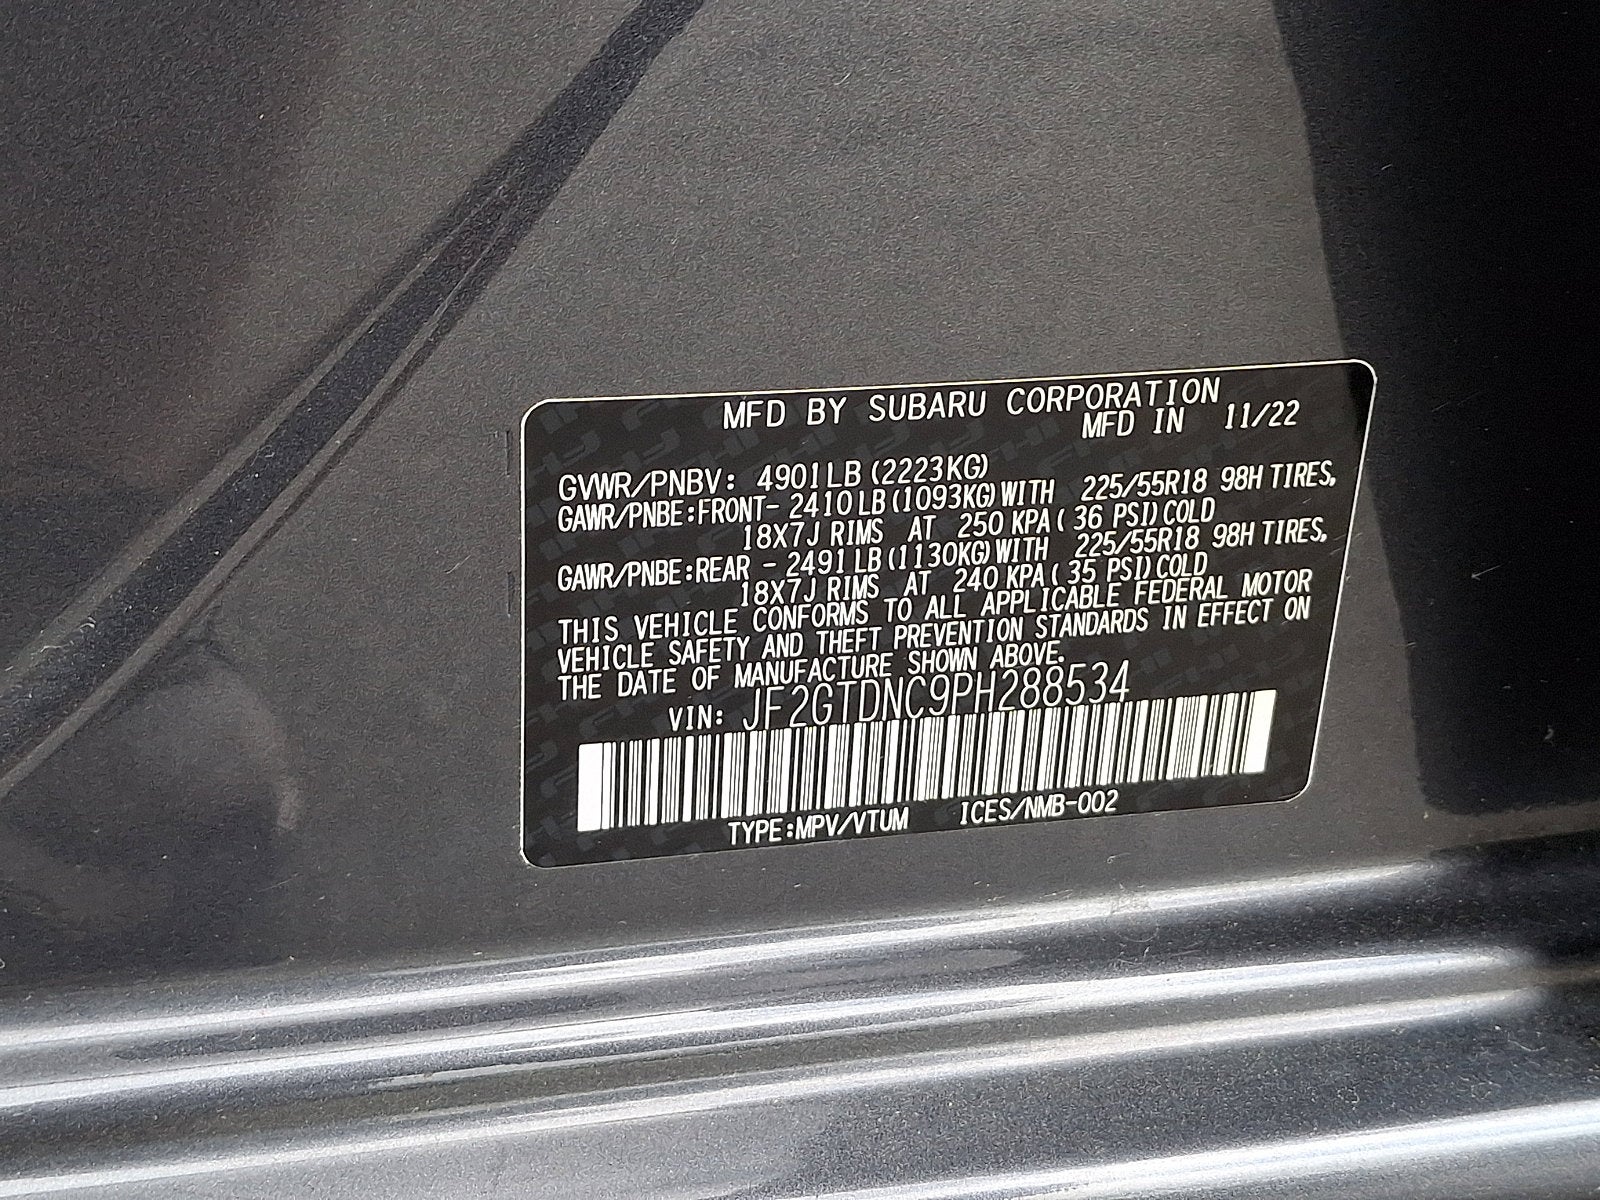 MFD BY SUBARU CORPORATION
MFD IN 11/22
GVWR/PNBV: 4901LB(2223KG)
GAWR/PNBE:FRONT- 2410LB(1093KG)WITH 225/55R18 98H TIRES,
18X7J RIMS AT 250 KPA( 36 PSI)COLD
GAWR/PNBE:REAR - 2491LB(1130KG)WITH 225/55R18 98H TIRES,
18X7J RIMS AT 240 KPA( 35 PSI)COLD
THIS VEHICLE CONFORMS TO ALL APPLICABLE FEDERAL MOTOR
VEHICLE SAFETY AND THEFT PREVENTION STANDARDS IN EFFECT ON
THE DATE OF MANUFACTURE SHOWN ABOVE.
VIN: JF2GTDNC9PH288534
TYPE:MPV/VTUM ICES/NMB-002